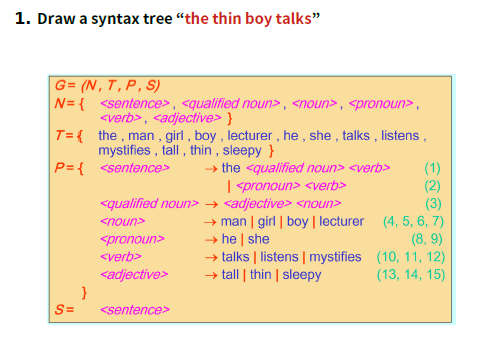 1. Draw a syntax tree “the thin boy talks”
G = (N , T , P , S)
N = { <sentence> , <qualified noun> , <noun> , <pronoun> ,
<verb> , <adjective> }
T = { the , man , girl , boy , lecturer , he , she , talks , listens ,
mystifies , tall , thin , sleepy }
P = { <sentence> → the <qualified noun> <verb> (1)
| <pronoun> <verb> (2)
<qualified noun> → <adjective> <noun> (3)
<noun> → man | girl | boy | lecturer (4, 5, 6, 7)
<pronoun> → he | she (8, 9)
<verb> → talks | listens | mystifies (10, 11, 12)
<adjective> → tall | thin | sleepy (13, 14, 15)
}
S = <sentence>